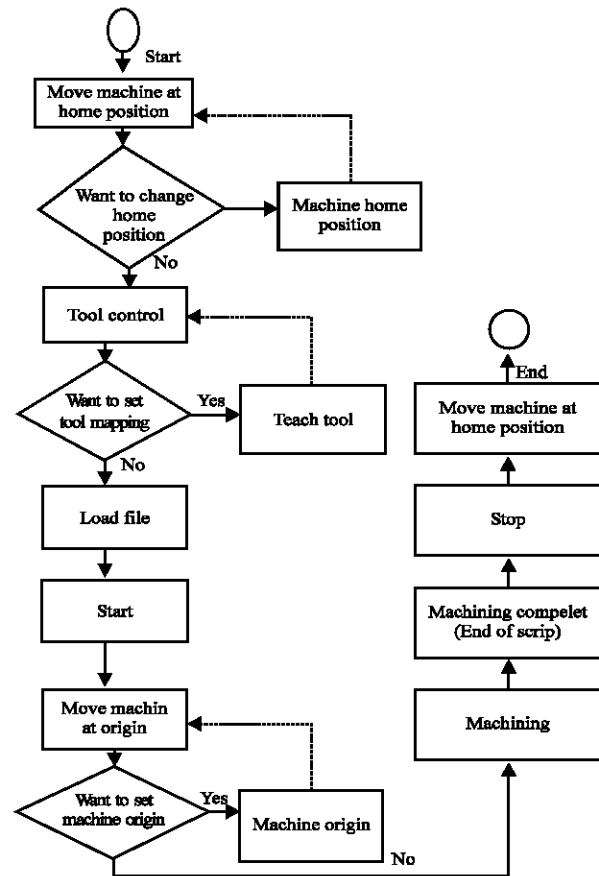 Start
Move machine at
home position
Want to change
home
position
Machine home
position
No
Tool control
Want to set
tool mapping
Yes
Teach tool
No
Load file
Start
Move machin
at origin
Want to set
machine origin
Yes
Machine origin
No
Machining
Machining compelet
(End of scrip)
Stop
Move machine at
home position
End